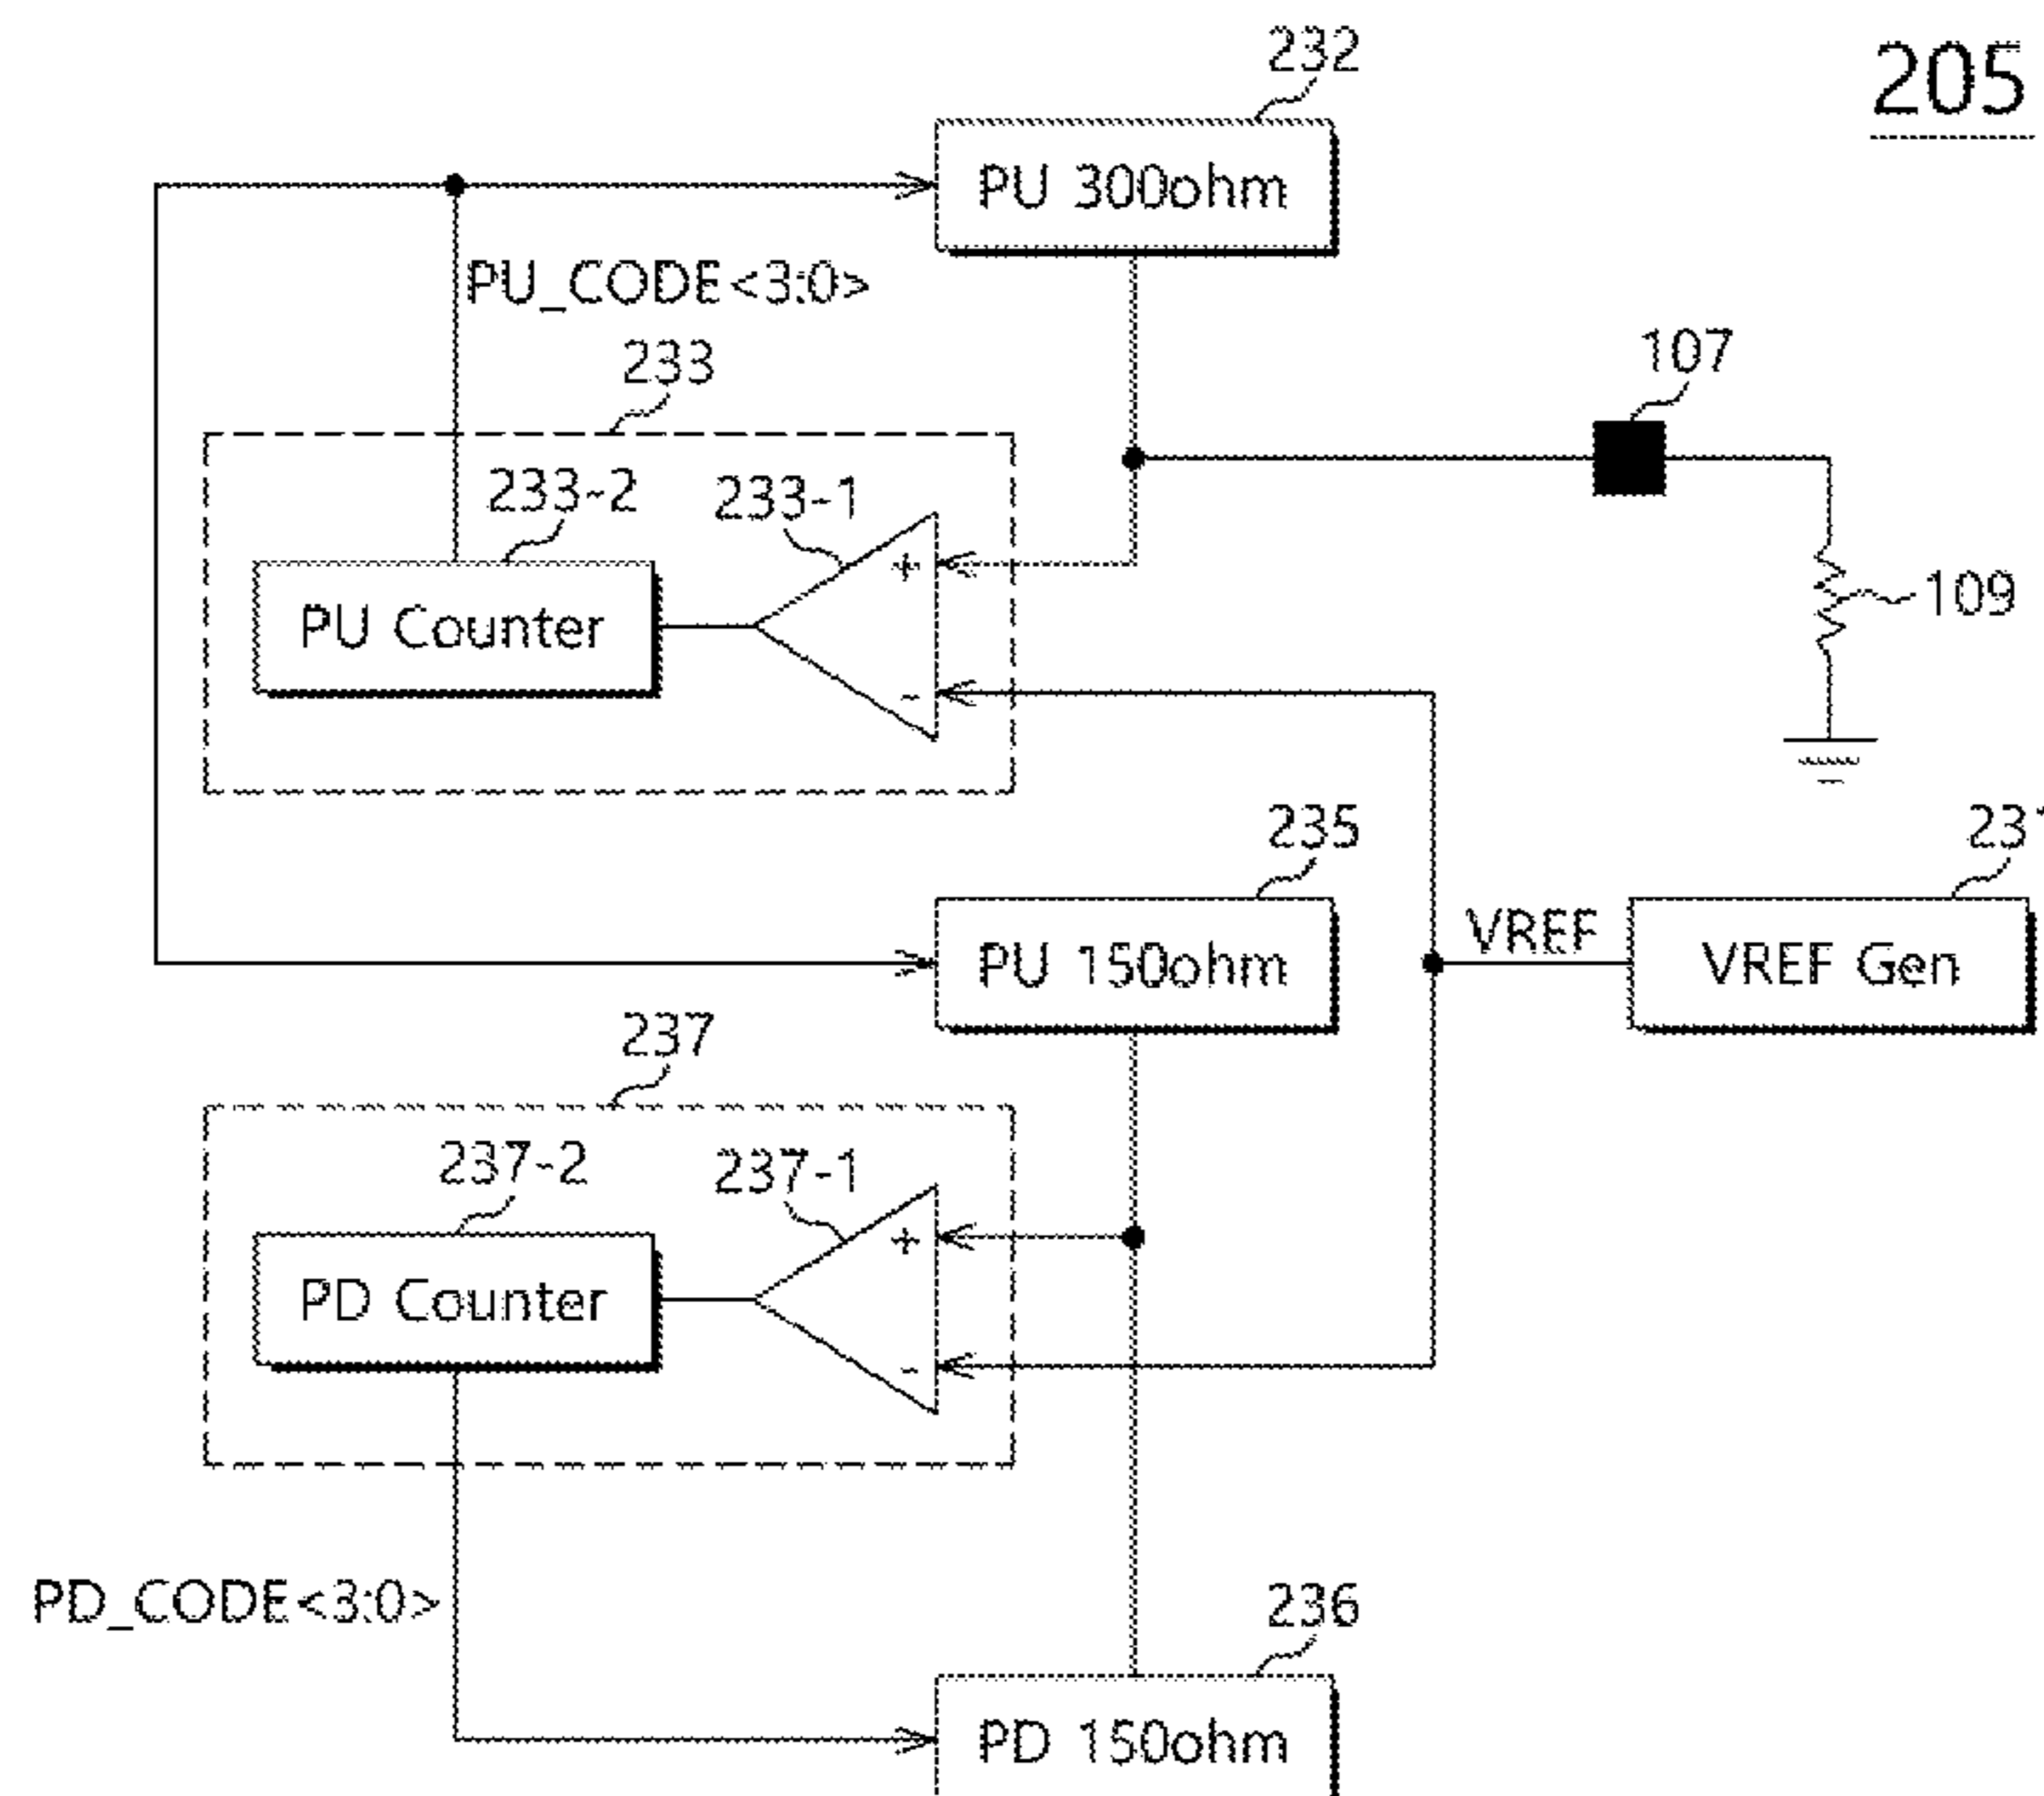 232
205
PU 300ohm
PU_CODE<3:0>
233
107
233-2
233-1
+
109
PU Counter
-
235
VREF
PU 150ohm
VREF Gen
237
237-2
237-1
+
PD Counter
-
PD_CODE<3:0>
236
PD 150ohm